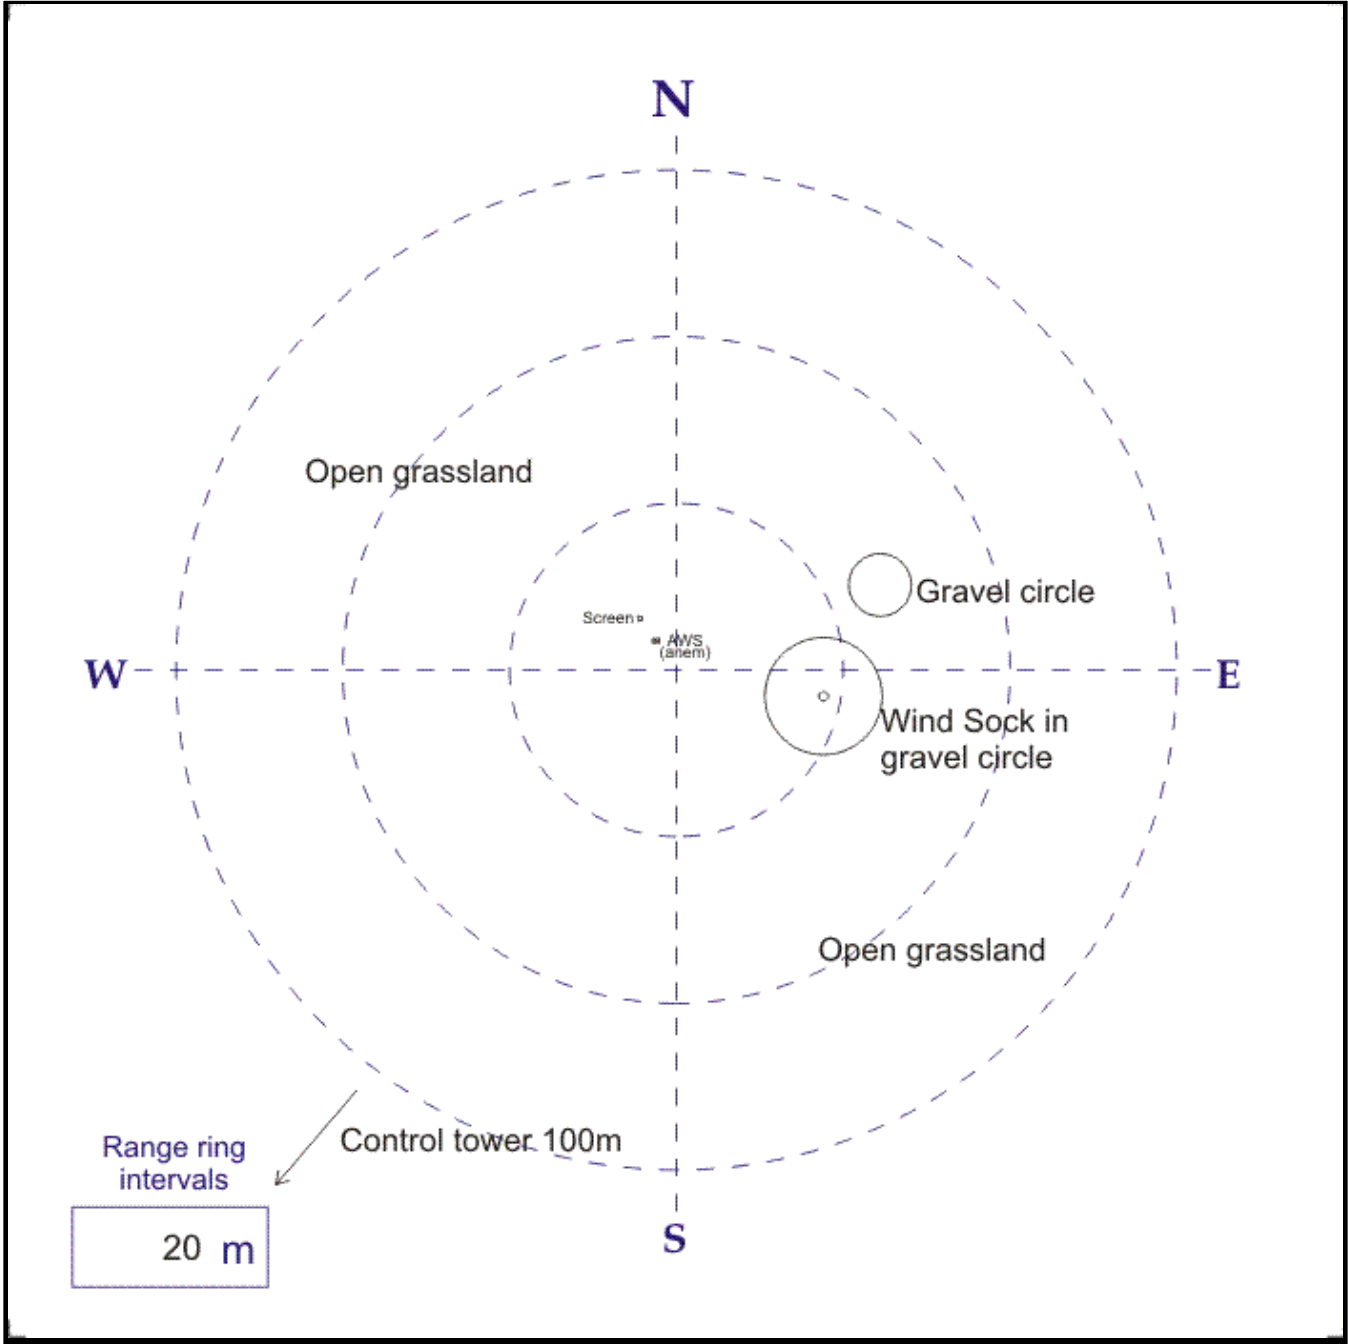 N
Open grassland
Screen
AWS
(anem)
Gravel circle
W
E
Wind Sock in
gravel circle
Open grassland
Control tower 100m
Range ring
intervals
20 m
S